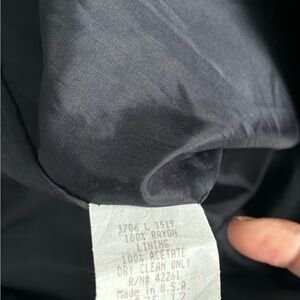 3706 L 1519
100% RAYON
LINING
100% ACETATE
DRY CLEAN ONLY
R/N# 42261
Made in U.S.A.